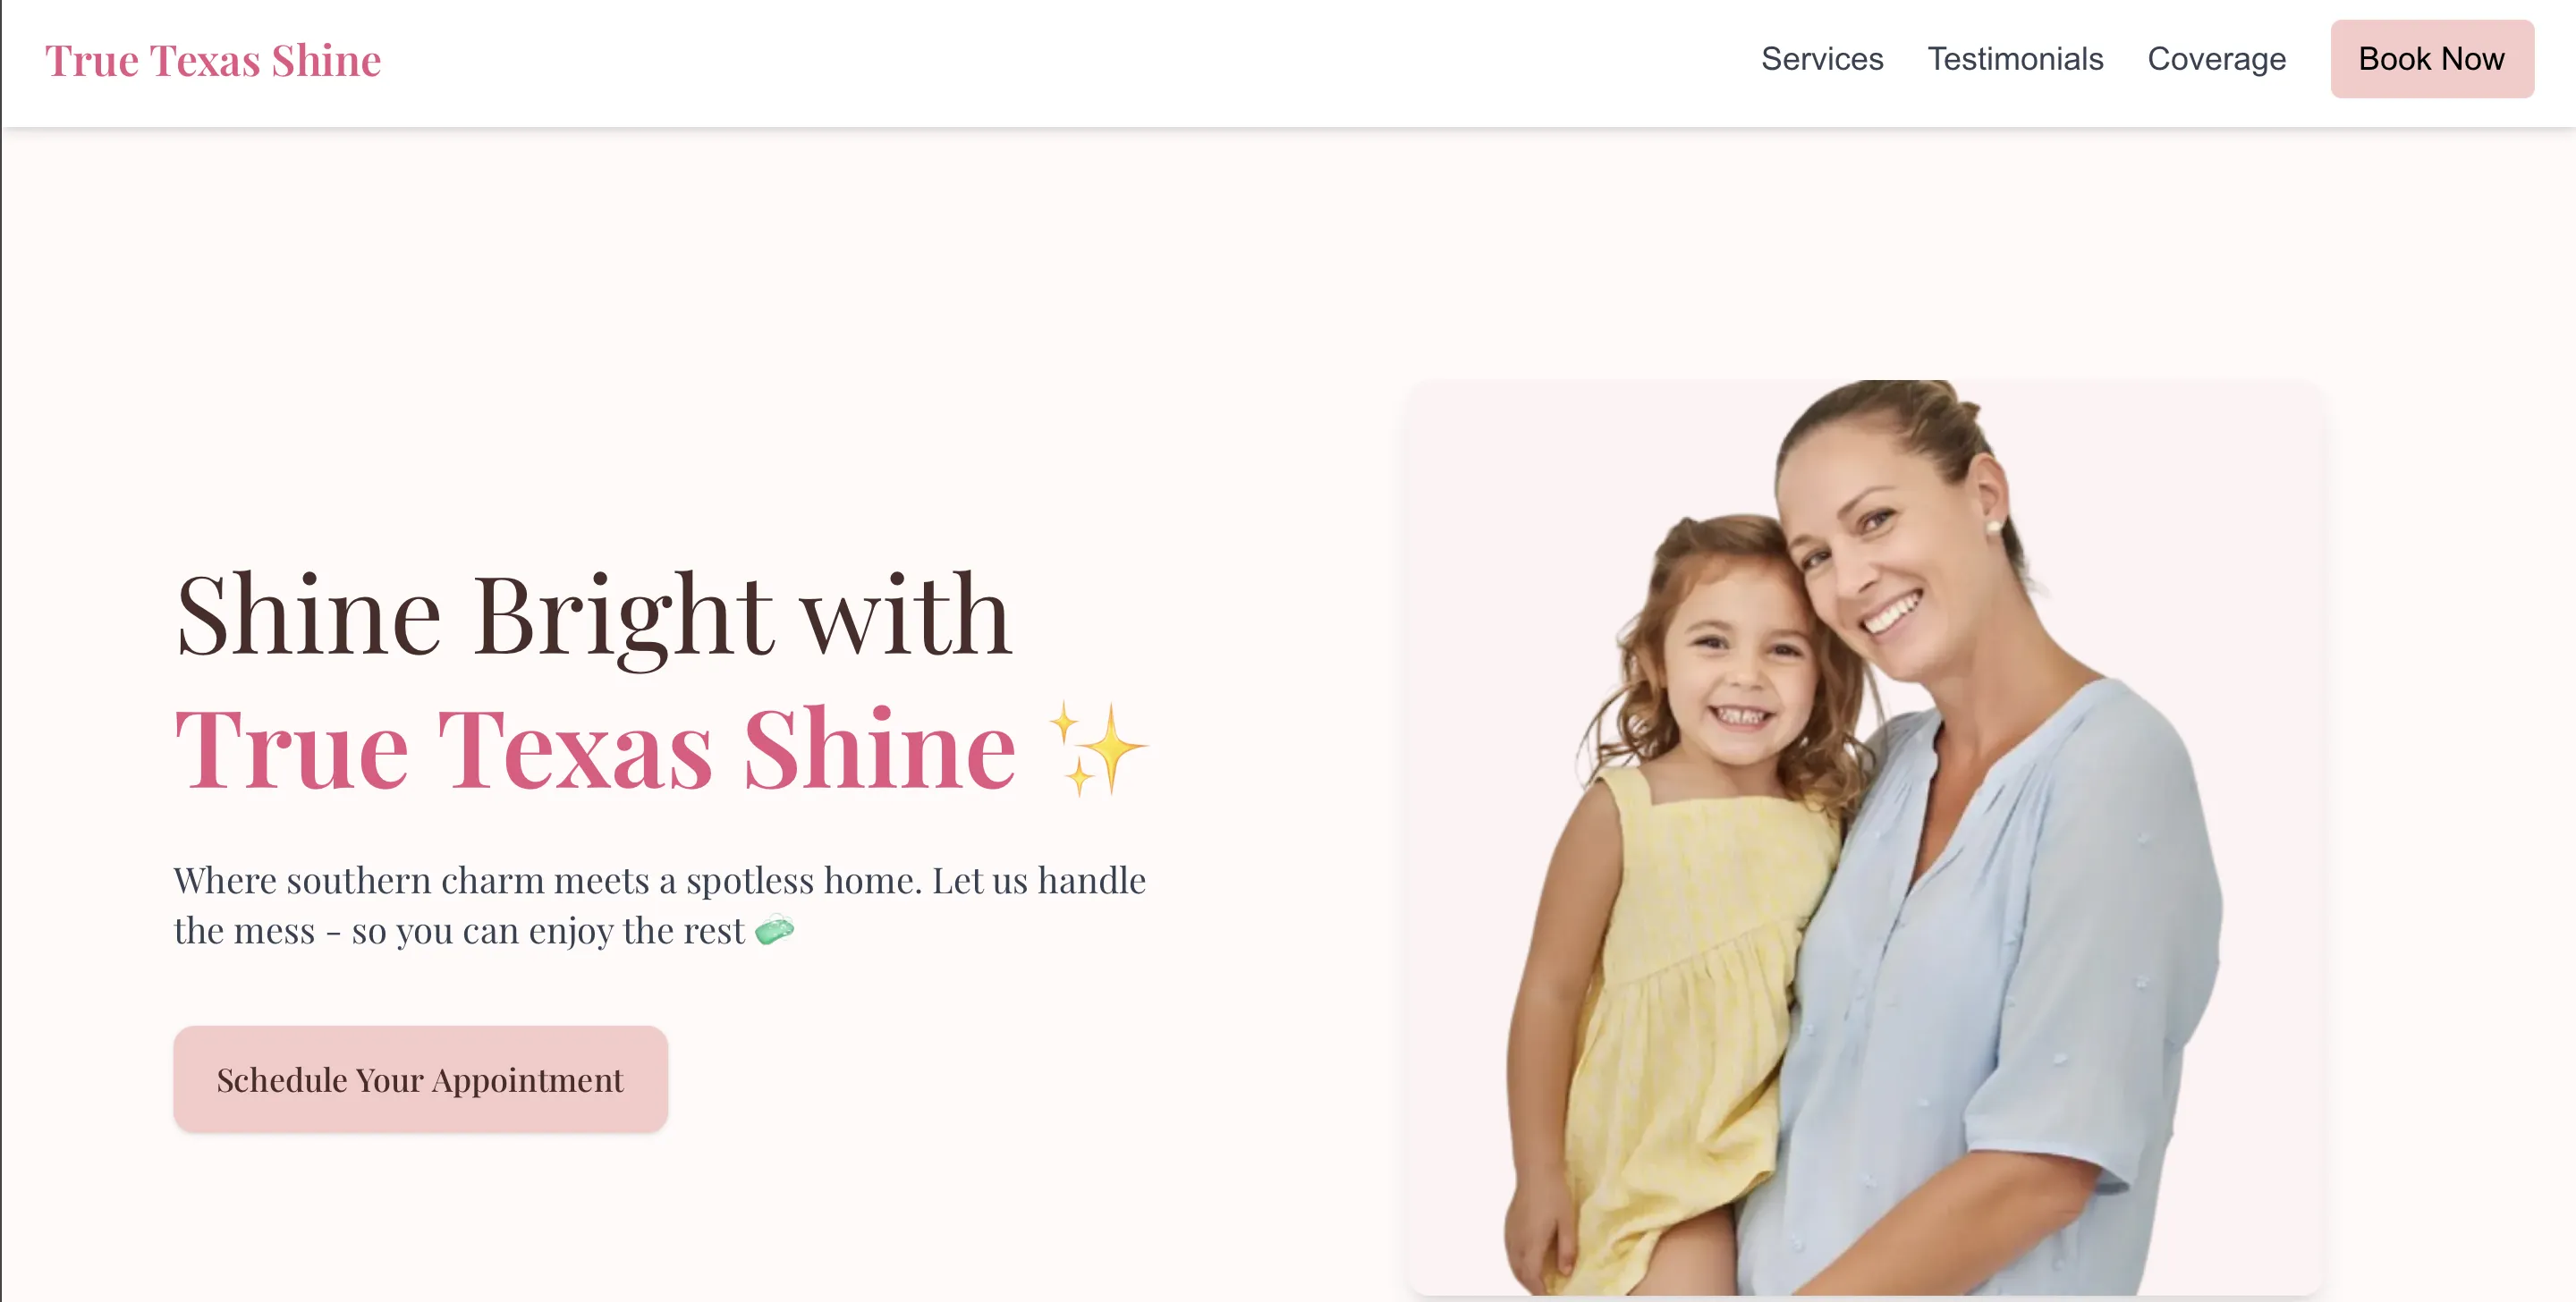 True Texas Shine
Services
Testimonials
Coverage
Book Now
Shine Bright with
True Texas Shine ✨
Where southern charm meets a spotless home. Let us handle
the mess - so you can enjoy the rest 🧼
Schedule Your Appointment